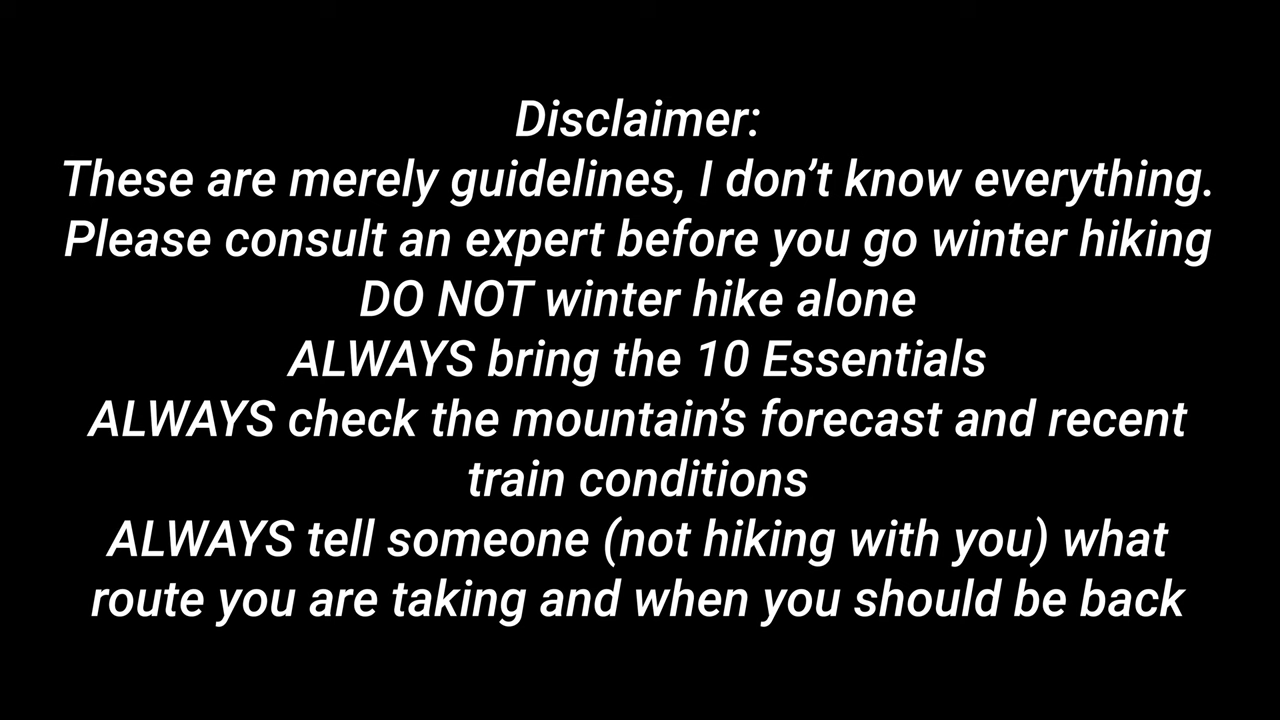 Disclaimer:
These are merely guidelines, I don’t know everything.
Please consult an expert before you go winter hiking
DO NOT winter hike alone
ALWAYS bring the 10 Essentials
ALWAYS check the mountain’s forecast and recent
train conditions
ALWAYS tell someone (not hiking with you) what
route you are taking and when you should be back